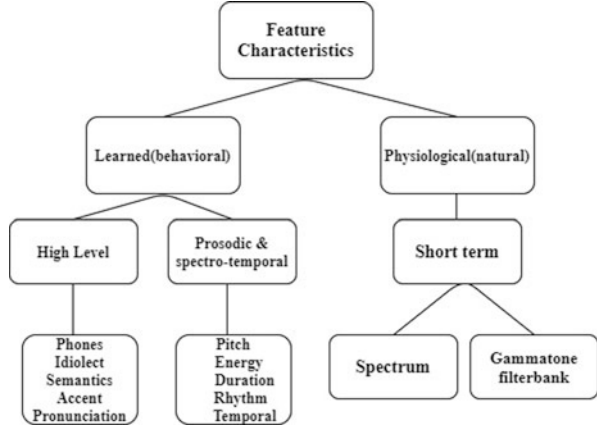 Feature
Characteristics
Learned(behavioral)
Physiological(natural)
High Level
Prosodic &
spectro-temporal
Short term
Phones
Idiolect
Semantics
Accent
Pronunciation
Pitch
Energy
Duration
Rhythm
Temporal
Spectrum
Gammatone
filterbank